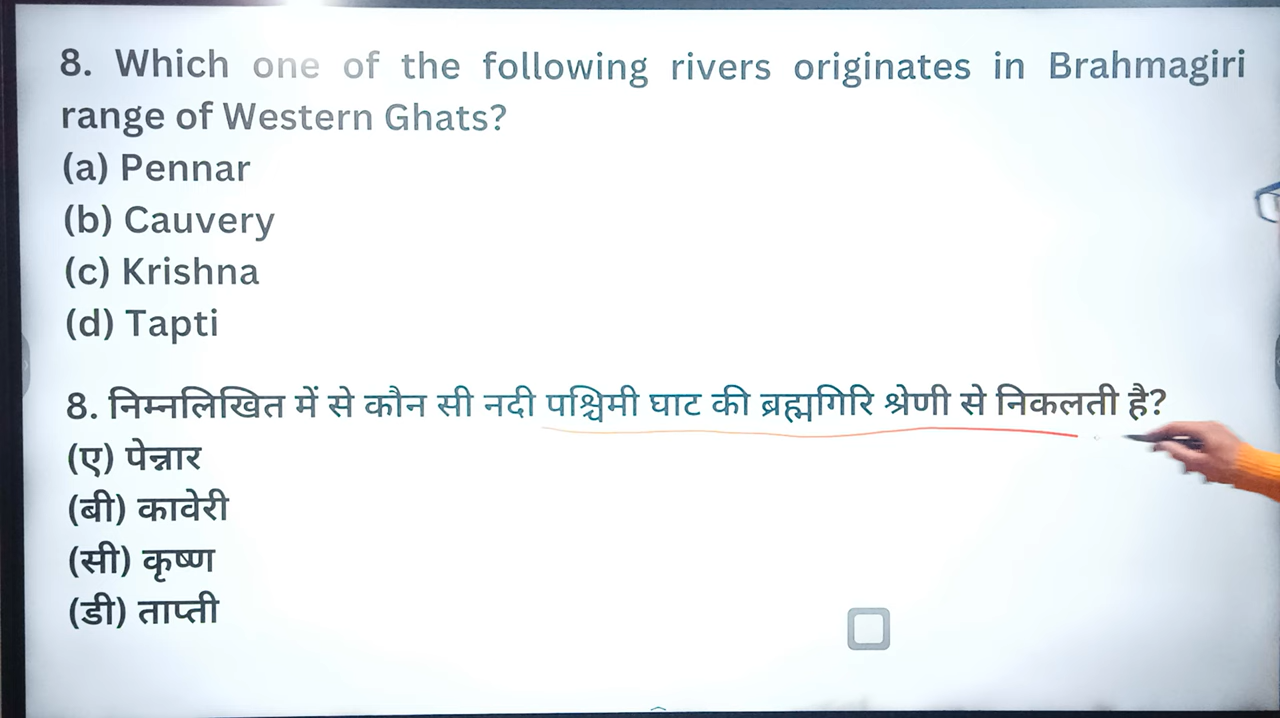 8. Which one of the following rivers originates in Brahmagiri
range of Western Ghats?
(a) Pennar
(b) Cauvery
(c) Krishna
(d) Tapti
8. निम्नलिखित में से कौन सी नदी पश्चिमी घाट की ब्रह्मगिरि श्रेणी से निकलती है?
(ए) पेन्नार
(बी) कावेरी
(सी) कृष्ण
(डी) ताप्ती